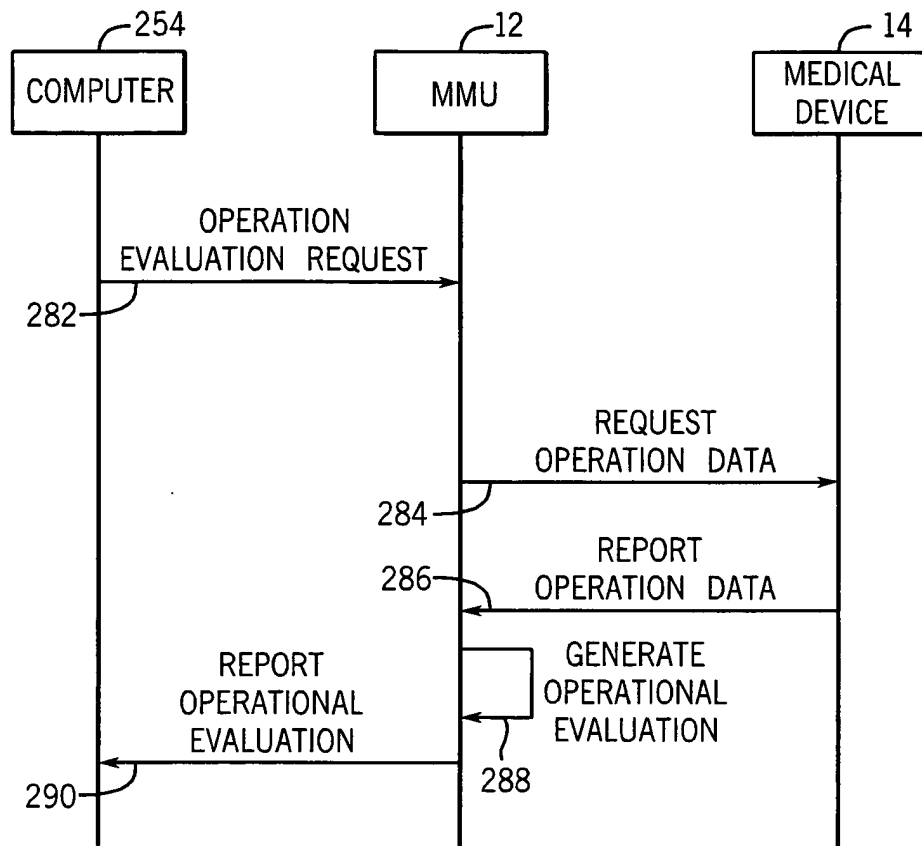 254
12
14
COMPUTER
MMU
MEDICAL
DEVICE
OPERATION
EVALUATION REQUEST
282
REQUEST
OPERATION DATA
284
REPORT
OPERATION DATA
286
GENERATE
OPERATIONAL
EVALUATION
288
REPORT
OPERATIONAL
EVALUATION
290